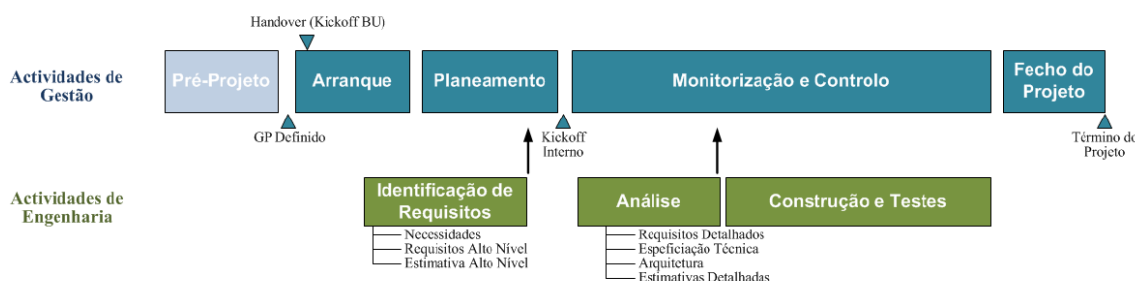 Handover (Kickoff BU)
Actividades de
Gestão
Pré-Projeto
Arranque
Planeamento
Monitorização e Controlo
Fecho do
Projeto
GP Definido
Kickoff
Interno
Término do
Projeto
Actividades de
Engenharia
Identificação de
Requisitos
Análise
Construção e Testes
Necessidades
Requisitos Alto Nível
Estimativa Alto Nível
Requisitos Detalhados
Espeficiação Técnica
Arquitetura
Estimativas Detalhadas